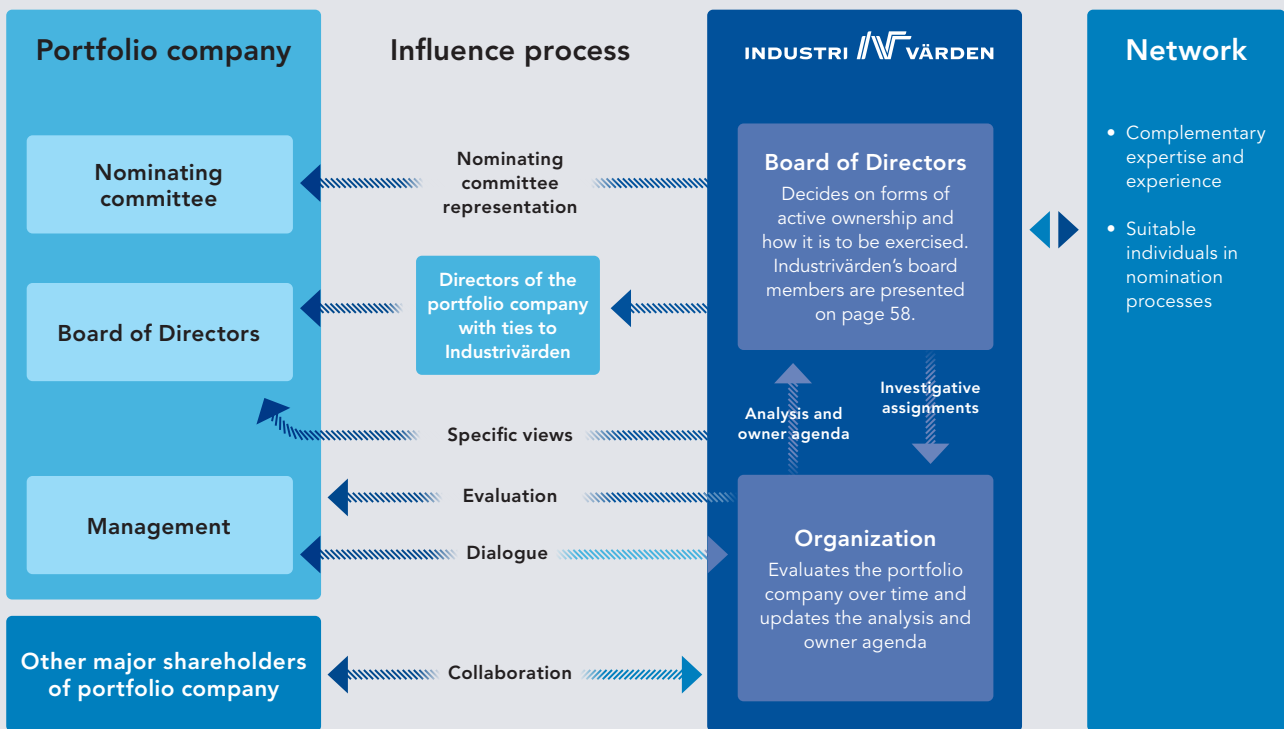 Portfolio company
Nominating
committee
Board of Directors
Management
Other major shareholders
of portfolio company
Influence process
Nominating
committee
representation
Directors of the
portfolio company
with ties to
Industrivärden
Specific views
Evaluation
Dialogue
Collaboration
INDUSTRI VÄRDEN
Board of Directors
Decides on forms of
active ownership and
how it is to be exercised.
Industrivärden’s board
members are presented
on page 58.
Analysis and
owner agenda
Investigative
assignments
Organization
Evaluates the portfolio
company over time and
updates the analysis and
owner agenda
Network
• Complementary
expertise and
experience
• Suitable
individuals in
nomination
processes